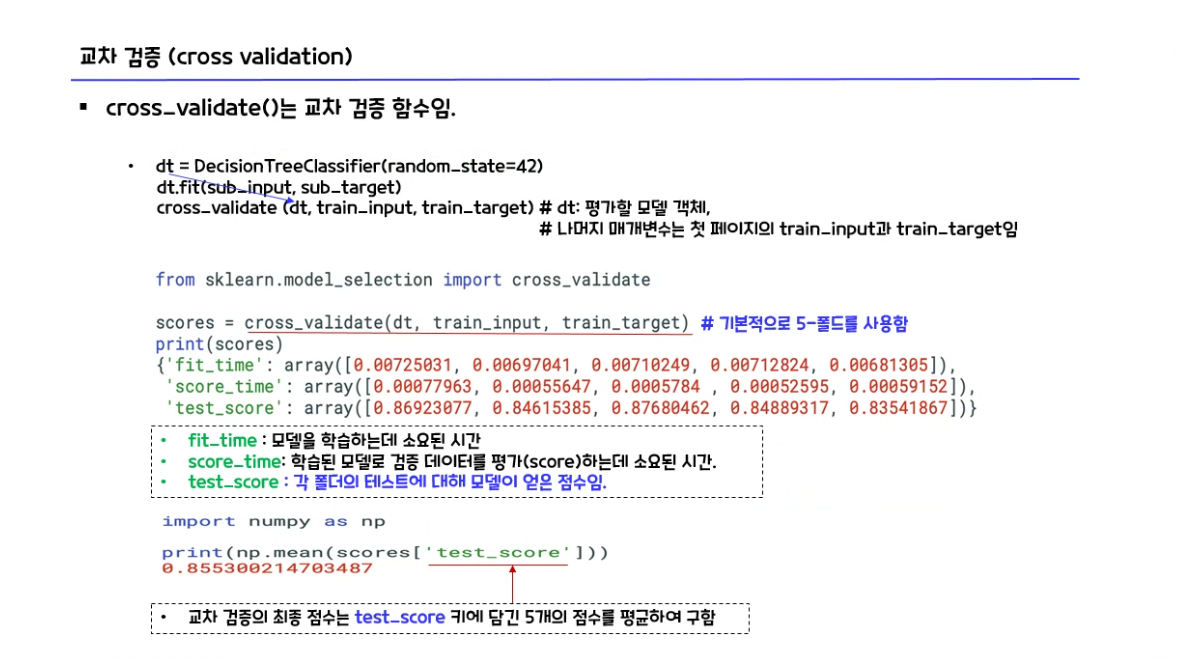 교차 검증 (cross validation)
▪ cross_validate()는 교차 검증 함수임.
• dt = DecisionTreeClassifier(random_state=42)
dt.fit(sub_input, sub_target)
cross_validate (dt, train_input, train_target) # dt: 평가할 모델 객체,
# 나머지 매개변수는 첫 페이지의 train_input과 train_target임
from sklearn.model_selection import cross_validate
scores = cross_validate(dt, train_input, train_target) # 기본적으로 5-폴드를 사용함
print(scores)
{'fit_time': array([0.00725031, 0.00697041, 0.00710249, 0.00712824, 0.00681305]),
'score_time': array([0.00077963, 0.00055647, 0.0005784 , 0.00052595, 0.00059152]),
'test_score': array([0.86923077, 0.84615385, 0.87680462, 0.84889317, 0.83541867])}
• fit_time : 모델을 학습하는데 소요된 시간
• score_time: 학습된 모델로 검증 데이터를 평가(score)하는데 소요된 시간.
• test_score : 각 폴더의 테스트에 대해 모델이 얻은 점수임.
import numpy as np
print(np.mean(scores['test_score']))
0.855300214703487
• 교차 검증의 최종 점수는 test_score 키에 담긴 5개의 점수를 평균하여 구함